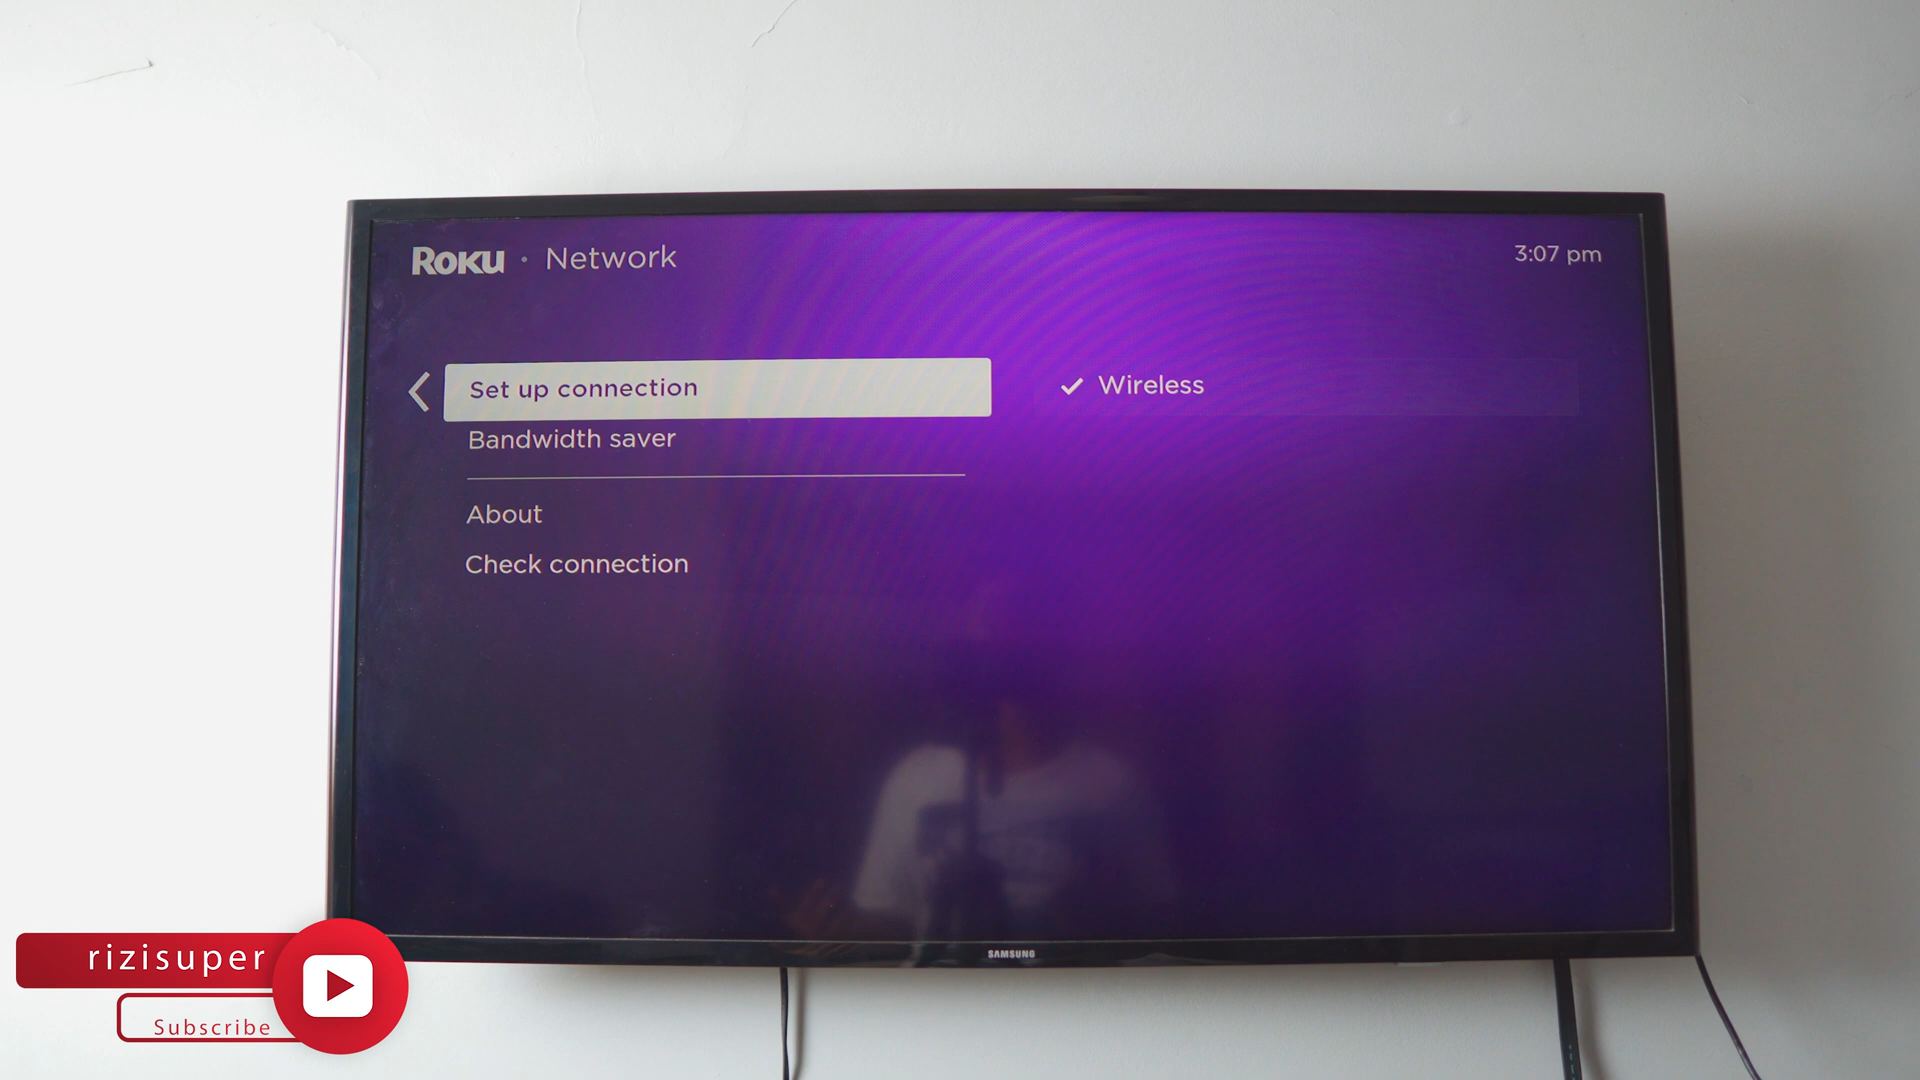 Roku • Network
3:07 pm
Set up connection
✓ Wireless
Bandwidth saver
About
Check connection
SAMSUNG
rizisuper
Subscribe